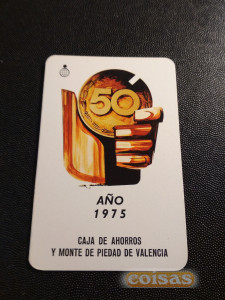 50
AÑO
1975
CAJA DE AHORROS
Y MONTE DE PIEDAD DE VALENCIA
coisas